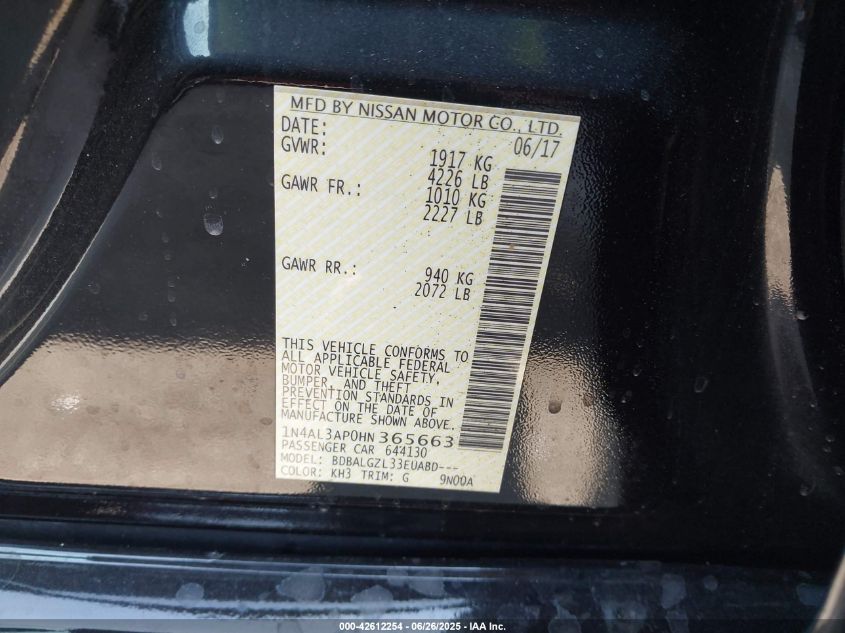 MFD BY NISSAN MOTOR CO., LTD.
DATE: 06/17
GVWR: 1917 KG
4226 LB
GAWR FR.: 1010 KG
2227 LB
GAWR RR.: 940 KG
2072 LB
THIS VEHICLE CONFORMS TO
ALL APPLICABLE FEDERAL
MOTOR VEHICLE SAFETY,
BUMPER, AND THEFT
PREVENTION STANDARDS IN
EFFECT ON THE DATE OF
MANUFACTURE SHOWN ABOVE.
1N4AL3AP0HN365663
PASSENGER CAR 644130
MODEL: BDBALGZL33EUABD---
COLOR: KH3 TRIM: G 9N00A
000-42612254 - 06/26/2025 - IAA Inc.